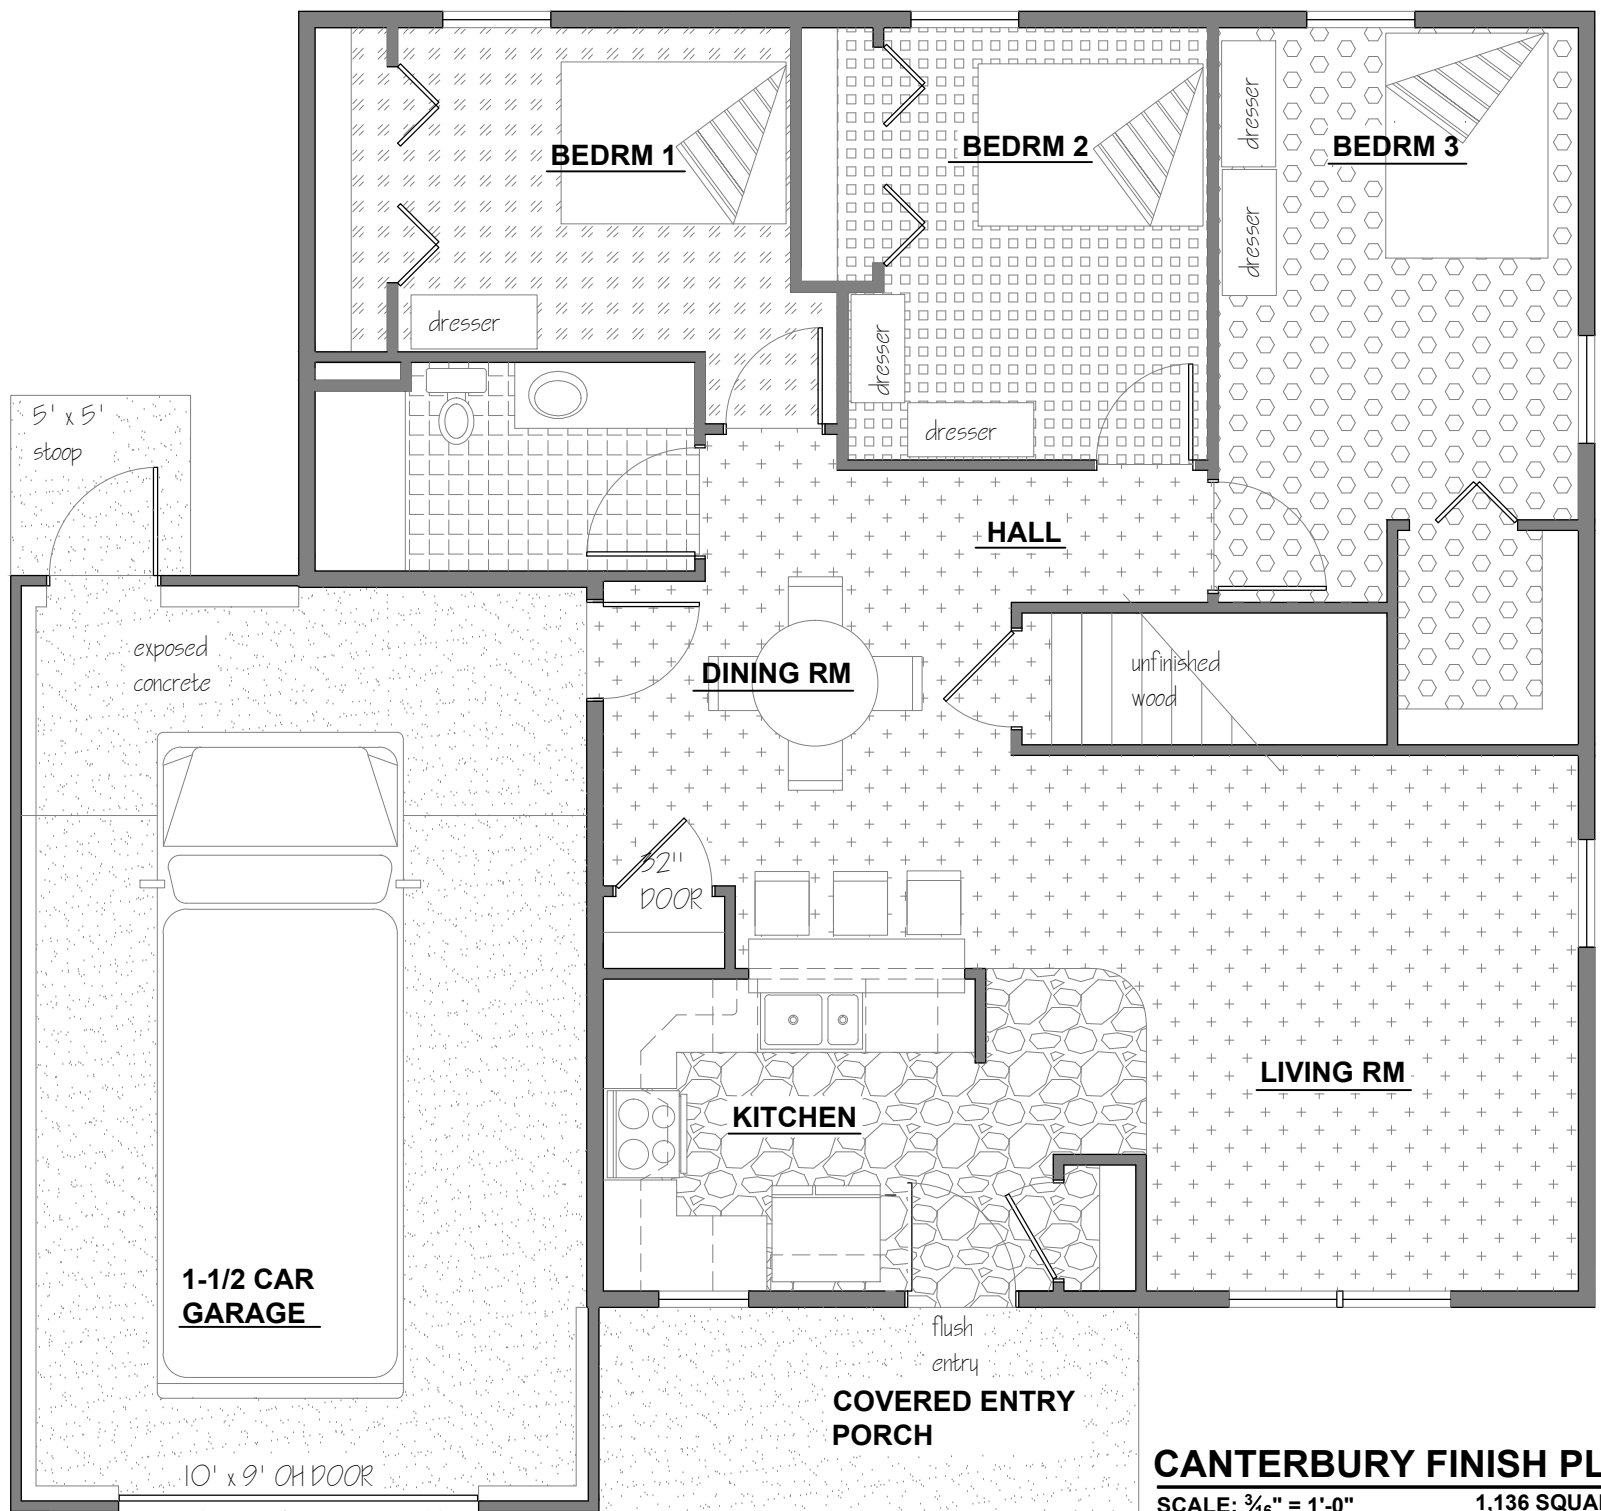 BEDRM 1
BEDRM 2
BEDRM 3
dresser
dresser
dresser
dresser
dresser
5' x 5'
stoop
HALL
exposed
concrete
DINING RM
unfinished
wood
32"
DOOR
LIVING RM
KITCHEN
1-1/2 CAR
GARAGE
flush
entry
COVERED ENTRY
PORCH
10' x 9' OH DOOR
CANTERBURY FINISH PL
SCALE: 3/16" = 1'-0"
1,136 SQUA